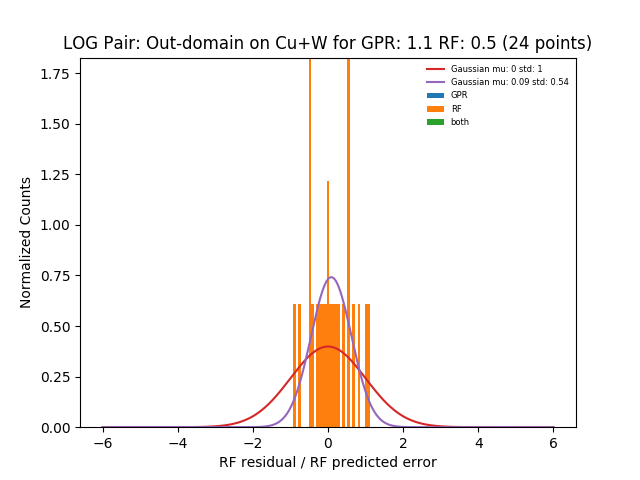 LOG Pair: Out-domain on Cu+W for GPR: 1.1 RF: 0.5 (24 points)
Gaussian mu: 0 std: 1
Gaussian mu: 0.09 std: 0.54
GPR
RF
both
Normalized Counts
1.75
1.50
1.25
1.00
0.75
0.50
0.25
0.00
−6 −4 −2 0 2 4 6
RF residual / RF predicted error